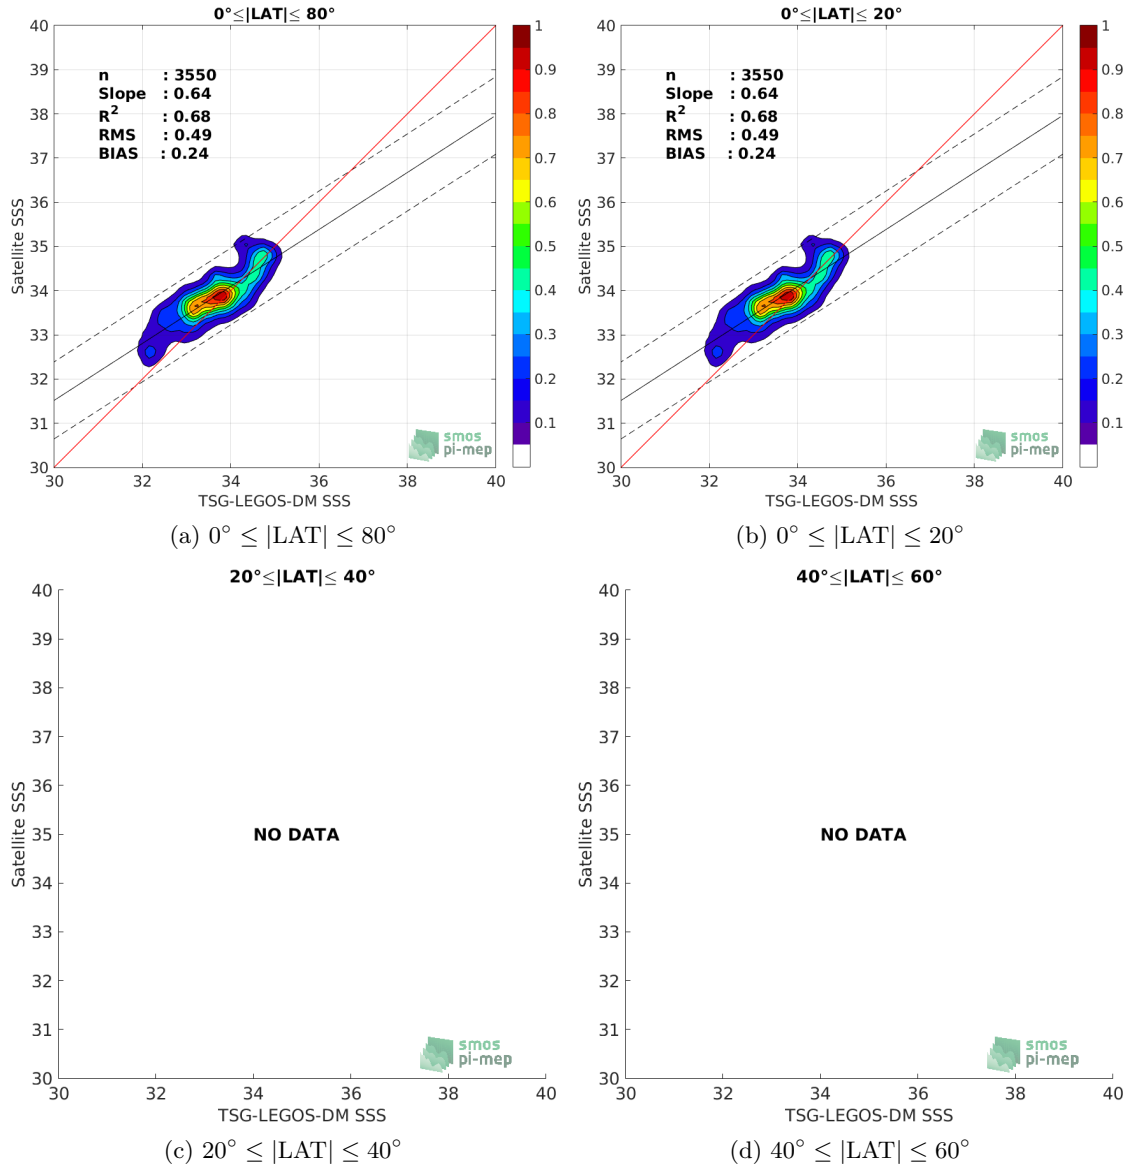 0°≤|LAT|≤ 80°
40
39
38
37
36
35
34
33
32
31
30
Satellite SSS
n : 3550
Slope : 0.64
R² : 0.68
RMS : 0.49
BIAS : 0.24
smos
pi-mep
30 32 34 36 38 40
TSG-LEGOS-DM SSS
1
0.9
0.8
0.7
0.6
0.5
0.4
0.3
0.2
0.1
(a) 0° ≤ |LAT| ≤ 80°
0°≤|LAT|≤ 20°
40
39
38
37
36
35
34
33
32
31
30
Satellite SSS
n : 3550
Slope : 0.64
R² : 0.68
RMS : 0.49
BIAS : 0.24
smos
pi-mep
30 32 34 36 38 40
TSG-LEGOS-DM SSS
1
0.9
0.8
0.7
0.6
0.5
0.4
0.3
0.2
0.1
(b) 0° ≤ |LAT| ≤ 20°
20°≤|LAT|≤ 40°
40
39
38
37
36
35
34
33
32
31
30
Satellite SSS
NO DATA
smos
pi-mep
30 32 34 36 38 40
TSG-LEGOS-DM SSS
(c) 20° ≤ |LAT| ≤ 40°
40°≤|LAT|≤ 60°
40
39
38
37
36
35
34
33
32
31
30
Satellite SSS
NO DATA
smos
pi-mep
30 32 34 36 38 40
TSG-LEGOS-DM SSS
(d) 40° ≤ |LAT| ≤ 60°